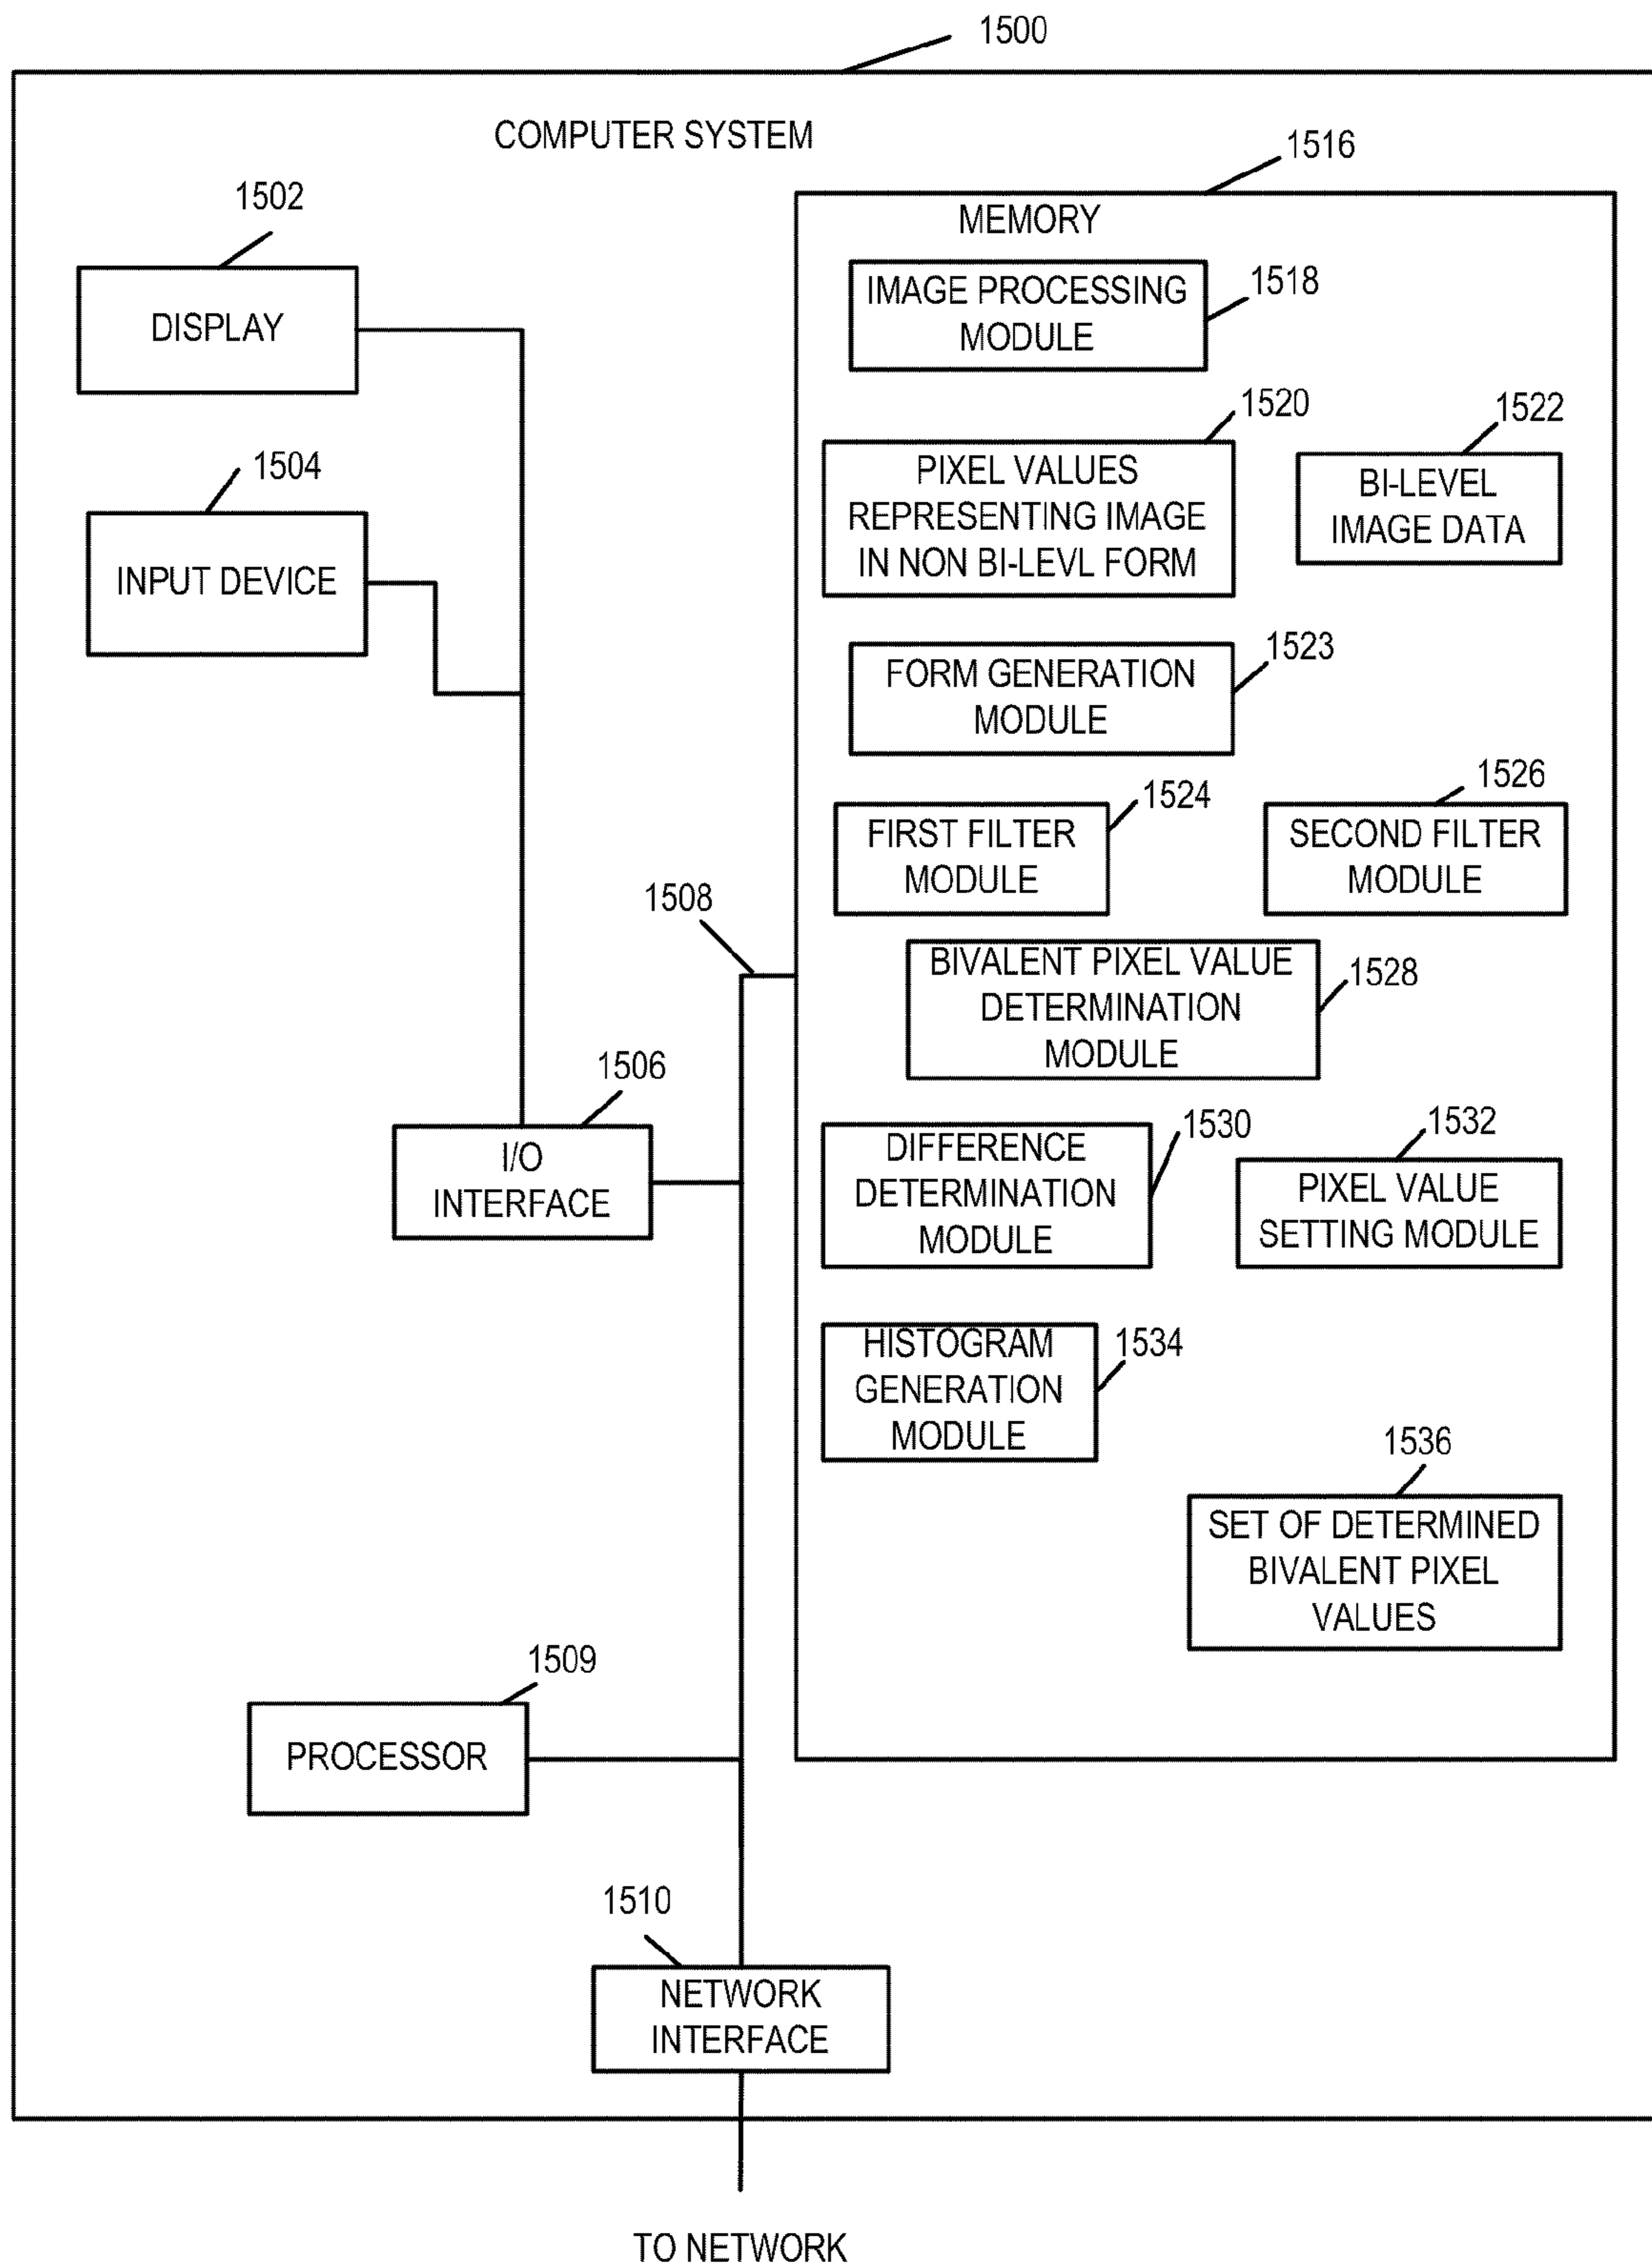 1500
COMPUTER SYSTEM
1516
1502
MEMORY
IMAGE PROCESSING
MODULE
1518
DISPLAY
1520
1522
PIXEL VALUES
REPRESENTING IMAGE
IN NON BI-LEVL FORM
BI-LEVEL
IMAGE DATA
1504
INPUT DEVICE
1523
FORM GENERATION
MODULE
1524
1526
FIRST FILTER
MODULE
SECOND FILTER
MODULE
1508
BIVALENT PIXEL VALUE
DETERMINATION
MODULE
1528
1506
I/O
INTERFACE
1530
1532
DIFFERENCE
DETERMINATION
MODULE
PIXEL VALUE
SETTING MODULE
HISTOGRAM
GENERATION
MODULE
1534
1536
SET OF DETERMINED
BIVALENT PIXEL
VALUES
1509
PROCESSOR
1510
NETWORK
INTERFACE
TO NETWORK